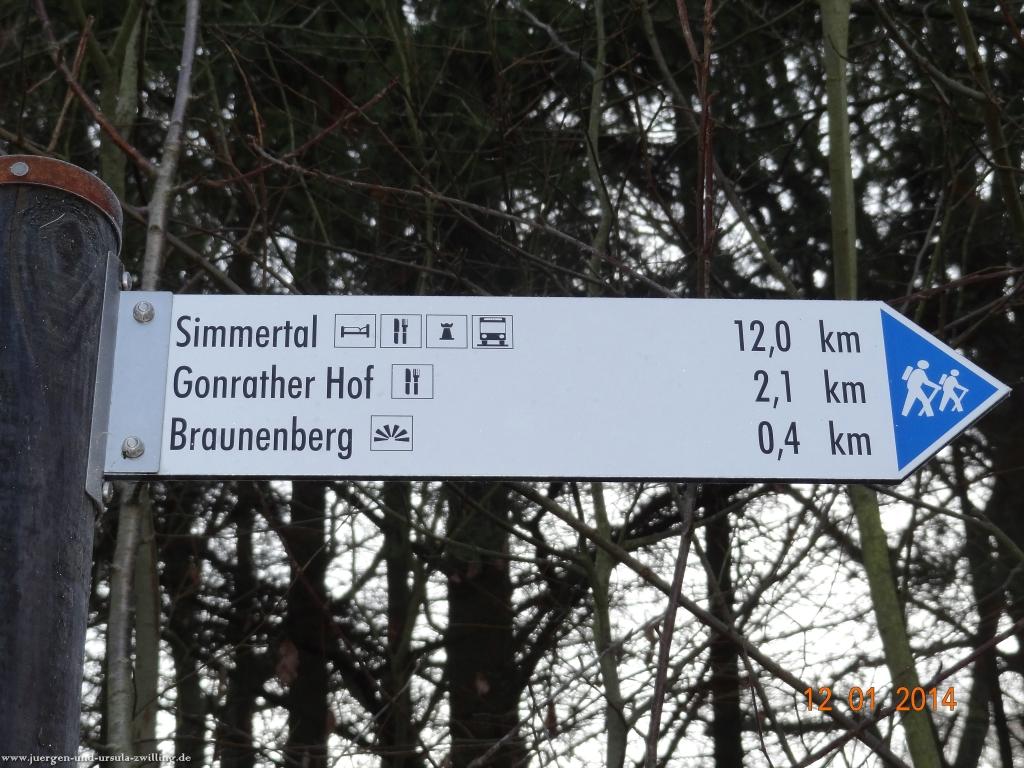 Simmertal 12,0 km
Gonrather Hof 2,1 km
Braunenberg 0,4 km
12 01 2014
www.juergen-und-ursula-zwilling.de